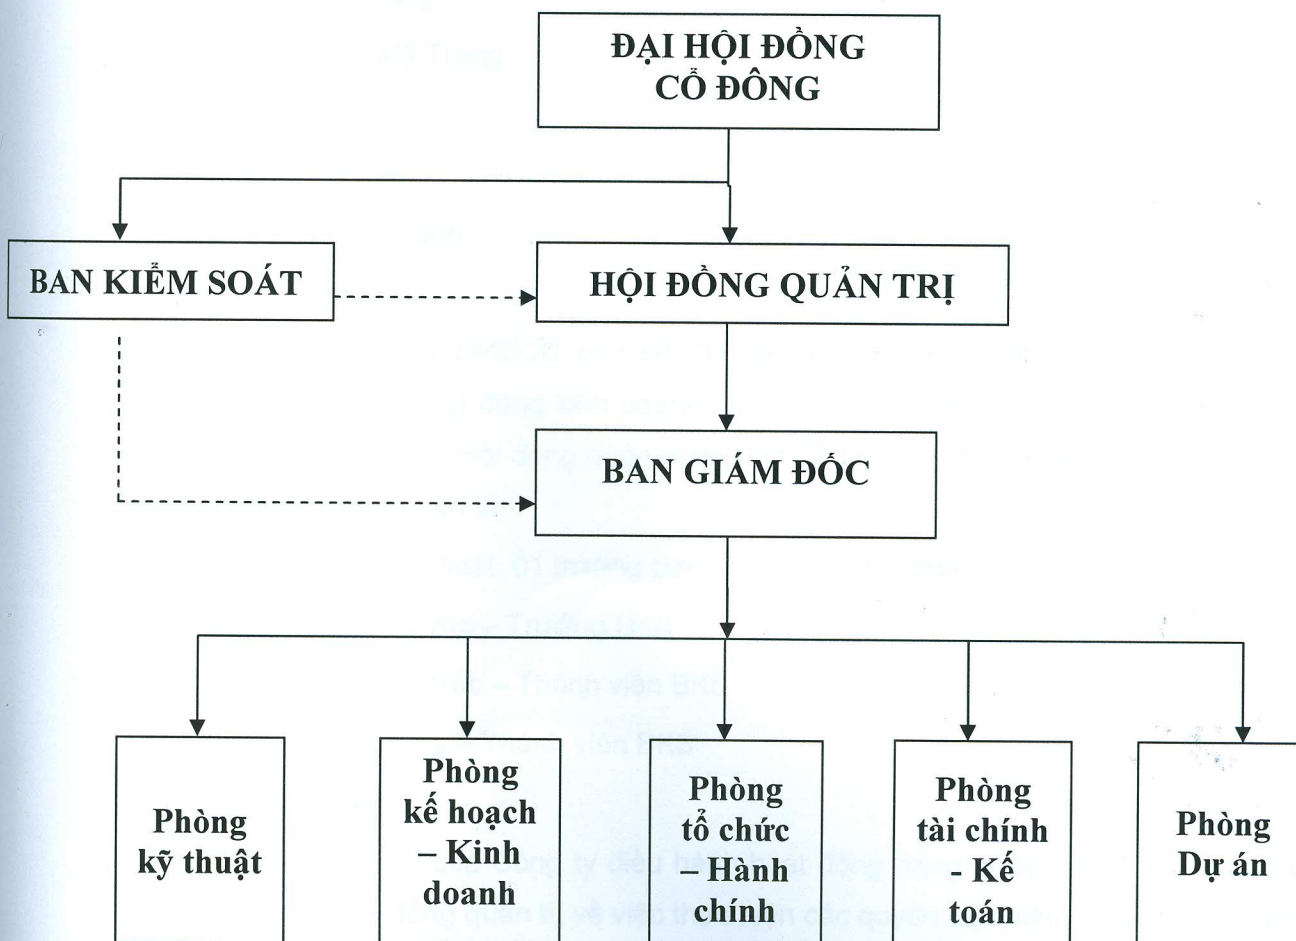 ĐẠI HỘI ĐỒNG
CỔ ĐÔNG
BAN KIỂM SOÁT
HỘI ĐỒNG QUẢN TRỊ
BAN GIÁM ĐỐC
Phòng
kỹ thuật
Phòng
kế hoạch
– Kinh
doanh
Phòng
tổ chức
– Hành
chính
Phòng
tài chính
- Kế
toán
Phòng
Dự án